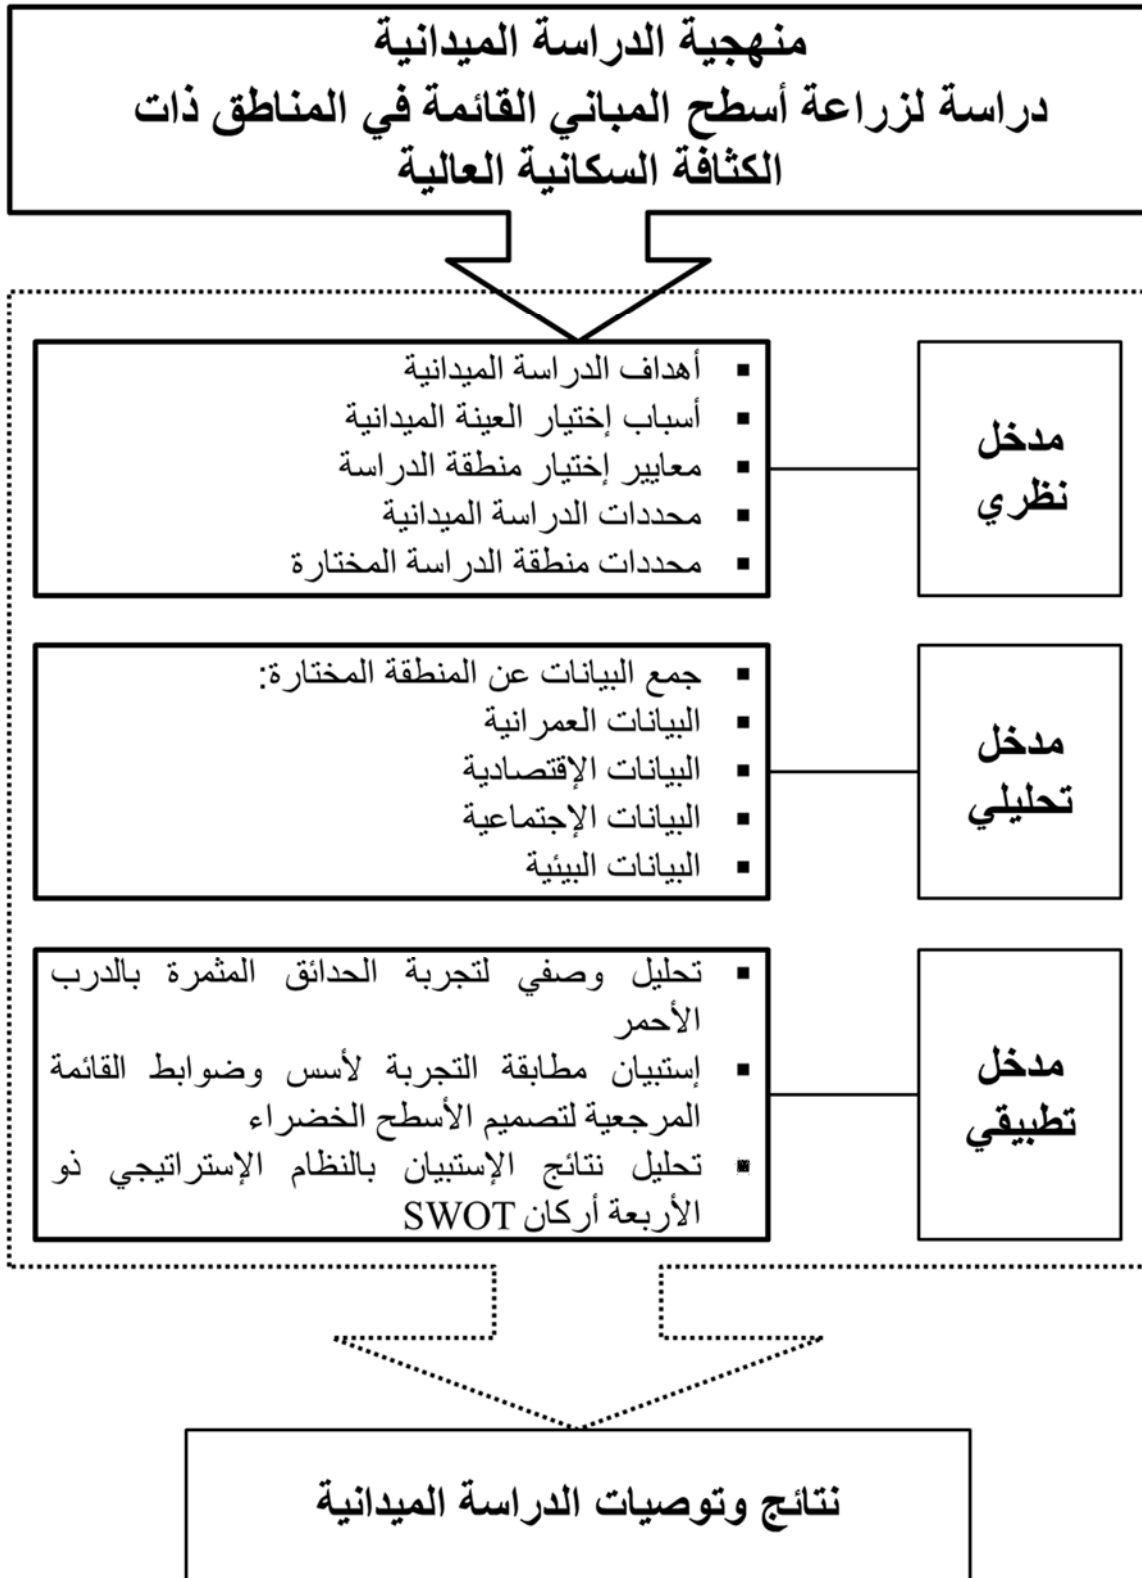 منهجية الدراسة الميدانية
دراسة لزراعة أسطح المباني القائمة في المناطق ذات
الكثافة السكانية العالية
مدخل
نظري
▪ أهداف الدراسة الميدانية
▪ أسباب إختيار العينة الميدانية
▪ معايير إختيار منطقة الدراسة
▪ محددات الدراسة الميدانية
▪ محددات منطقة الدراسة المختارة
مدخل
تحليلي
▪ جمع البيانات عن المنطقة المختارة:
▪ البيانات العمرانية
▪ البيانات الإقتصادية
▪ البيانات الإجتماعية
▪ البيانات البيئية
مدخل
تطبيقي
▪ تحليل وصفي لتجربة الحدائق المثمرة بالدرب
الأحمر
▪ إستبيان مطابقة التجربة لأسس وضوابط القائمة
المرجعية لتصميم الأسطح الخضراء
▪ تحليل نتائج الإستبيان بالنظام الإستراتيجي ذو
الأربعة أركان SWOT
نتائج وتوصيات الدراسة الميدانية